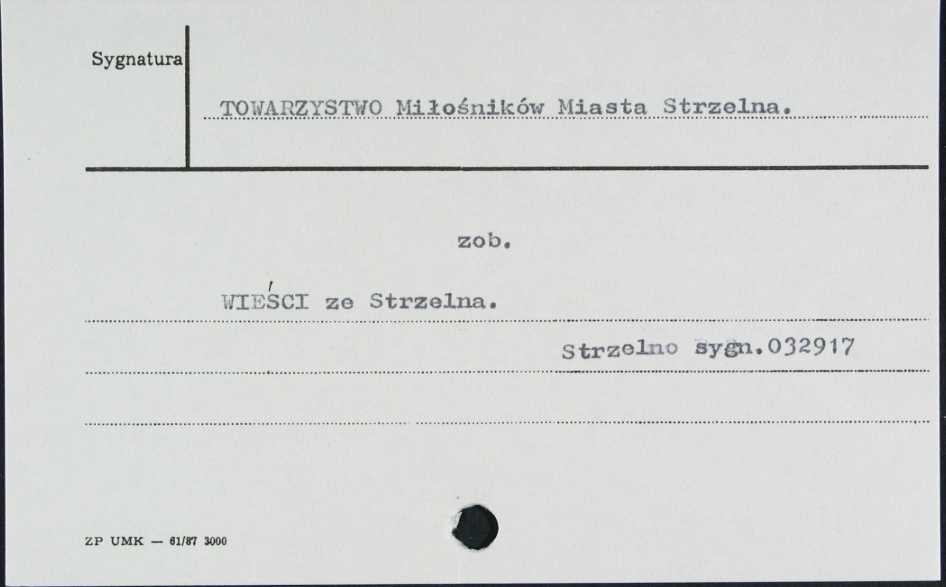 Sygnatura
TOWARZYSTWO Miłośników Miasta Strzelna.
zob.
WIEŚCI ze Strzelna.
Strzelno sygn.032917
ZP UMK — 61/87 3000